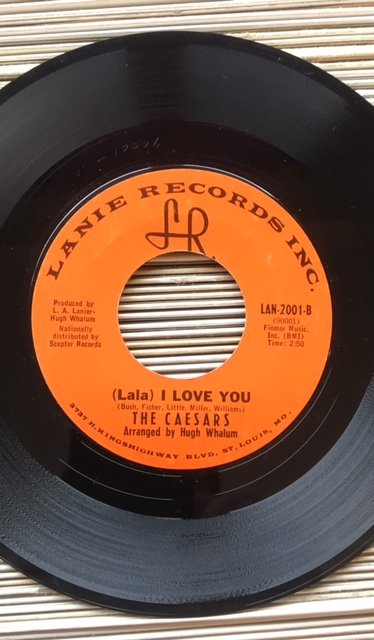 LANIE RECORDS INC.
LR
Produced by
L. A. Lanier-
Hugh Whalum
Nationally
distributed by
Scepter Records
LAN-2001-B
(90001)
Flomar Music,
Inc. (BMI)
Time: 2:50
(Lala) I LOVE YOU
(Bush, Fisher, Little, Miller, Williams)
THE CAESARS
Arranged by Hugh Whalum
3737 N. KINGSHIGHWAY BLVD. ST. LOUIS, MO.